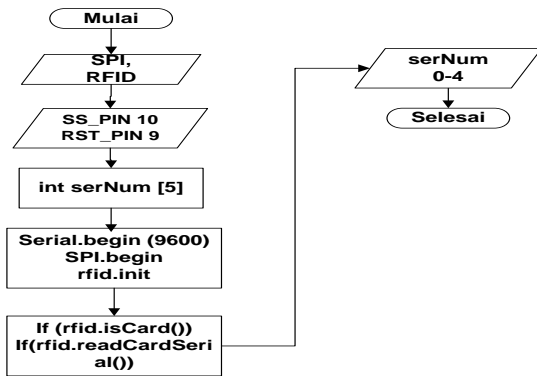 Mulai
SPI,
RFID
SS_PIN 10
RST_PIN 9
int serNum [5]
Serial.begin (9600)
SPI.begin
rfid.init
If (rfid.isCard())
If(rfid.readCardSeri
al())
serNum
0-4
Selesai